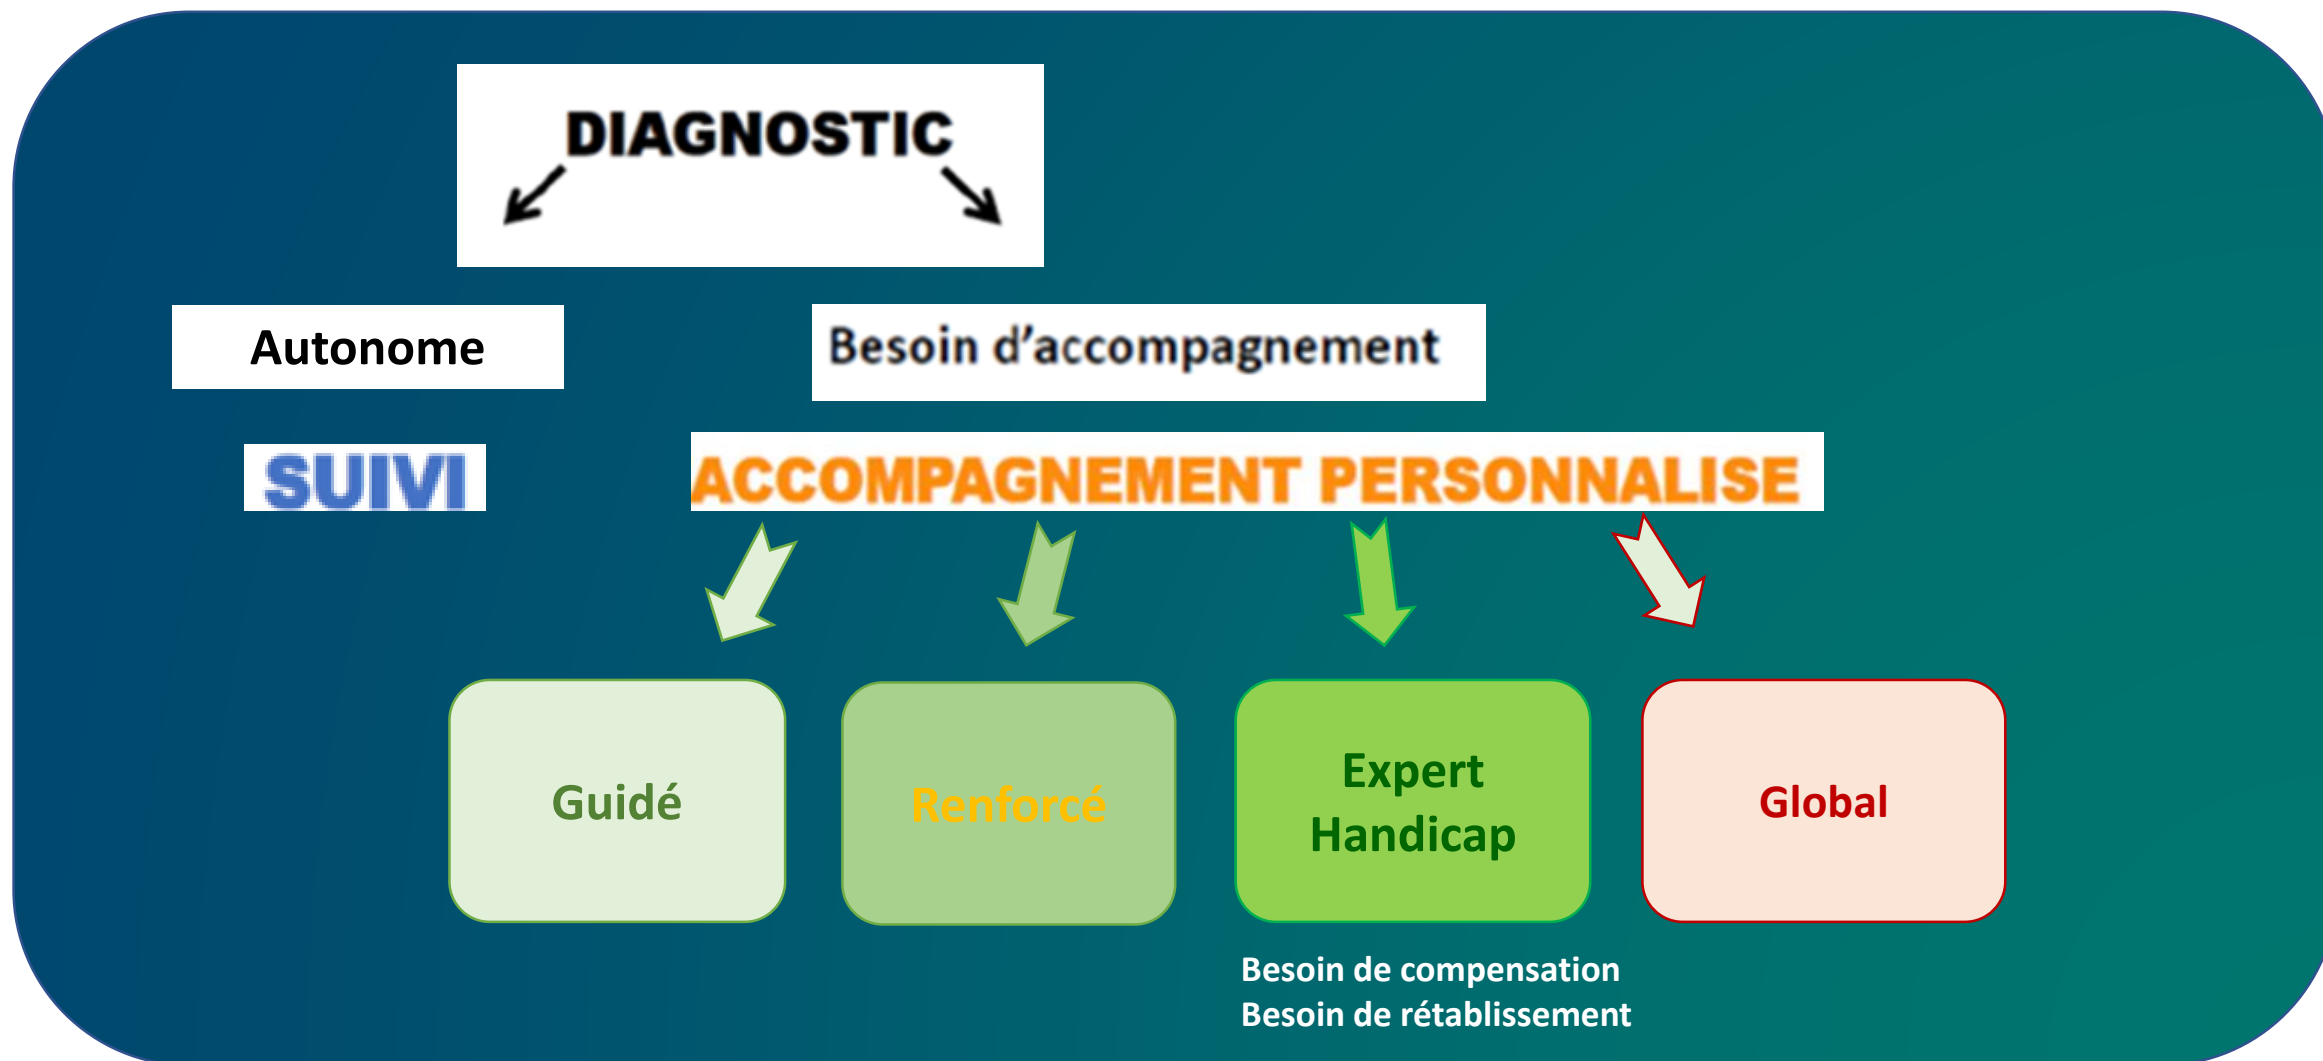 DIAGNOSTIC
Autonome
Besoin d’accompagnement
SUIVI
ACCOMPAGNEMENT PERSONNALISE
Guidé
Renforcé
Expert
Handicap
Global
Besoin de compensation
Besoin de rétablissement